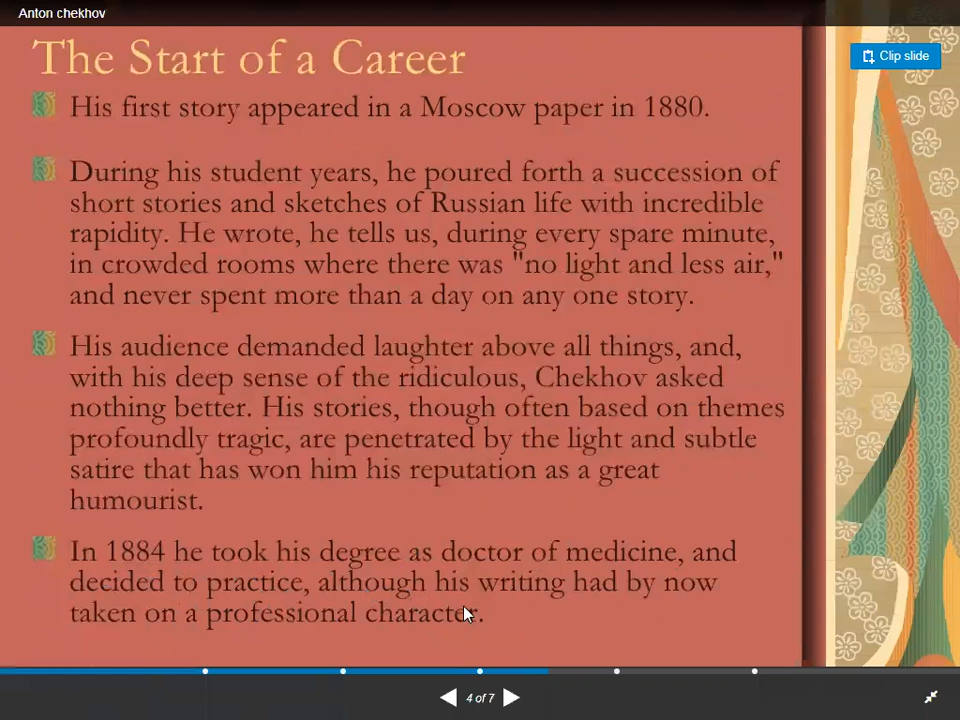 Anton chekhov
Clip slide
The Start of a Career
His first story appeared in a Moscow paper in 1880.
During his student years, he poured forth a succession of
short stories and sketches of Russian life with incredible
rapidity. He wrote, he tells us, during every spare minute,
in crowded rooms where there was "no light and less air,"
and never spent more than a day on any one story.
His audience demanded laughter above all things, and,
with his deep sense of the ridiculous, Chekhov asked
nothing better. His stories, though often based on themes
profoundly tragic, are penetrated by the light and subtle
satire that has won him his reputation as a great
humourist.
In 1884 he took his degree as doctor of medicine, and
decided to practice, although his writing had by now
taken on a professional character.
4 of 7